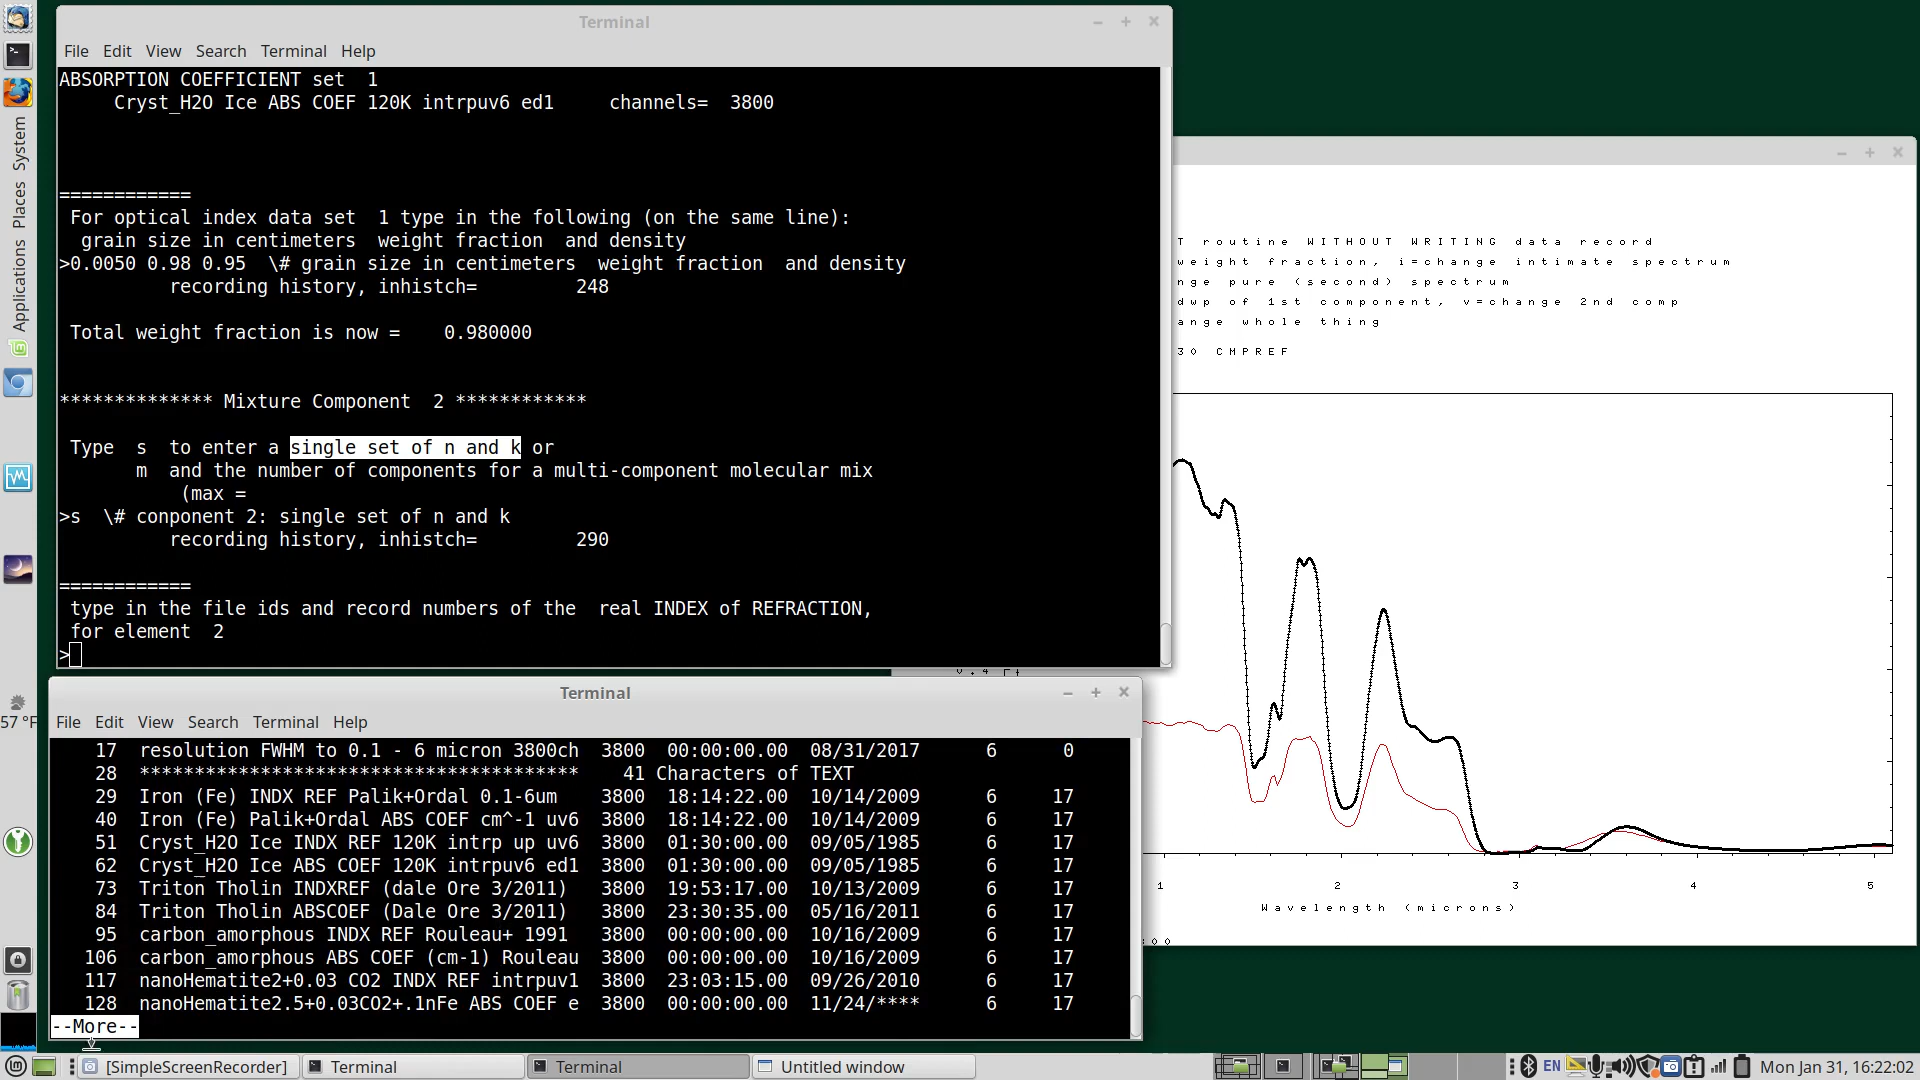 Terminal
File Edit View Search Terminal Help
ABSORPTION COEFFICIENT set  1
Cryst_H2O Ice ABS COEF 120K intrpuv6 ed1     channels=  3800
============
For optical index data set  1 type in the following (on the same line):
grain size in centimeters  weight fraction  and density
>0.0050 0.98 0.95  \# grain size in centimeters  weight fraction  and density
recording history, inhistch=         248
Total weight fraction is now =    0.980000
************** Mixture Component  2 ************
Type  s  to enter a single set of n and k or
m  and the number of components for a multi-component molecular mix
(max =
>s  \# conponent 2: single set of n and k
recording history, inhistch=         290
============
type in the file ids and record numbers of the  real INDEX of REFRACTION,
for element  2
>
Terminal
File Edit View Search Terminal Help
17  resolution FWHM to 0.1 - 6 micron 3800ch  3800  00:00:00.00  08/31/2017      6      0
28  ****************************************   41 Characters of TEXT
29  Iron (Fe) INDX REF Palik+Ordal 0.1-6um    3800  18:14:22.00  10/14/2009      6     17
40  Iron (Fe) Palik+Ordal ABS COEF cm^-1 uv6  3800  18:14:22.00  10/14/2009      6     17
51  Cryst_H2O Ice INDX REF 120K intrp up uv6  3800  01:30:00.00  09/05/1985      6     17
62  Cryst_H2O Ice ABS COEF 120K intrpuv6 ed1  3800  01:30:00.00  09/05/1985      6     17
73  Triton Tholin INDXREF (dale Ore 3/2011)   3800  19:53:17.00  10/13/2009      6     17
84  Triton Tholin ABSCOEF (Dale Ore 3/2011)   3800  23:30:35.00  05/16/2011      6     17
95  carbon_amorphous INDX REF Rouleau+ 1991   3800  00:00:00.00  10/16/2009      6     17
106  carbon_amorphous ABS COEF (cm-1) Rouleau  3800  00:00:00.00  10/16/2009      6     17
117  nanoHematite2+0.03 CO2 INDX REF intrpuv1  3800  23:03:15.00  09/26/2010      6     17
128  nanoHematite2.5+0.03CO2+.1nFe ABS COEF e  3800  00:00:00.00  11/24/****      6     17
--More--
T routine WITHOUT WRITING data record
weight fraction, i=change intimate spectrum
nge pure (second) spectrum
dwp of 1st component, v=change 2nd comp
ange whole thing
30 CMPREF
1 2 3 4 5
Wavelength (microns)
00
System
Places
Applications
57 °F
[SimpleScreenRecorder]
Terminal
Terminal
Untitled window
EN
Mon Jan 31, 16:22:02